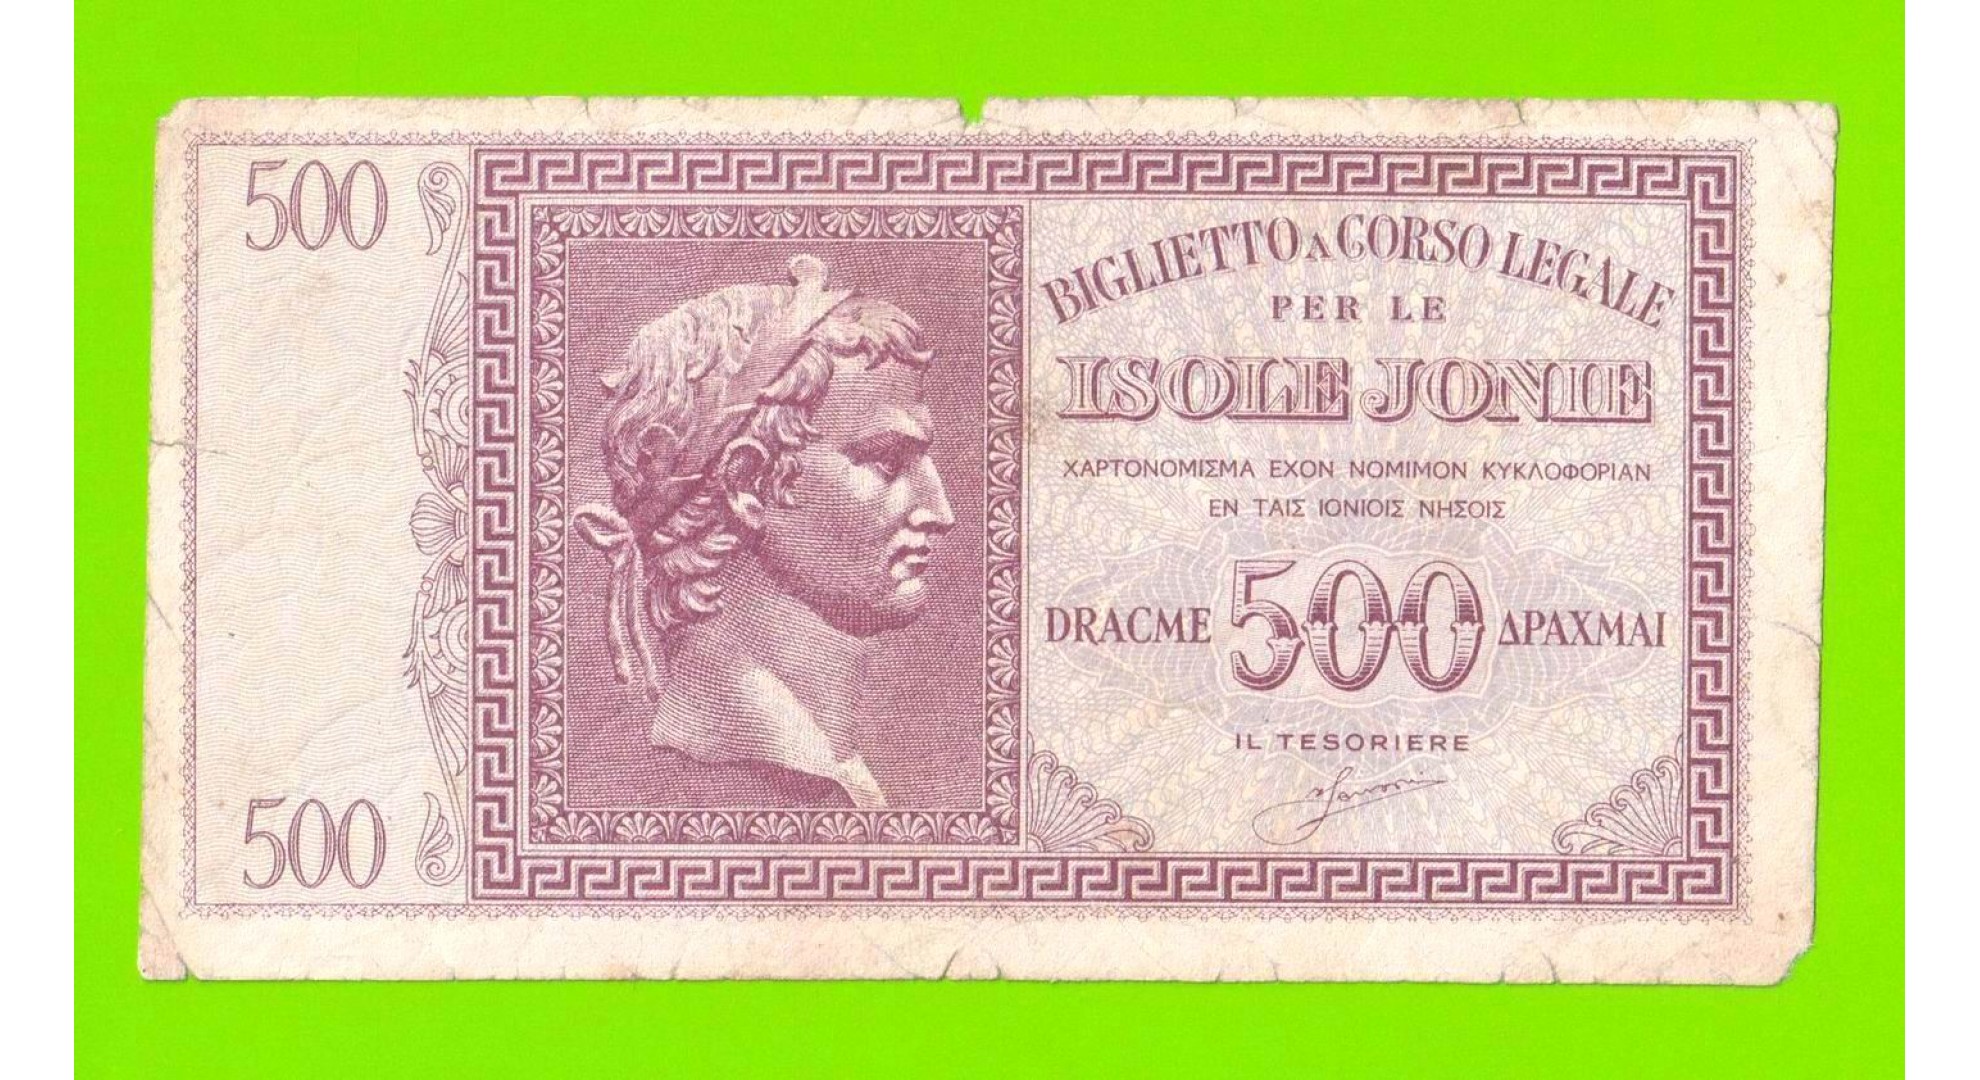 500
BIGLIETTO A CORSO LEGALE
PER LE
ISOLE JONIE
ΧΑΡΤΟΝΟΜΙΣΜΑ ΕΧΟΝ ΝΟΜΙΜΟΝ ΚΥΚΛΟΦΟΡΙΑΝ
ΕΝ ΤΑΙΣ ΙΟΝΙΟΙΣ ΝΗΣΟΙΣ
DRACME 500 ΔΡΑΧΜΑΙ
IL TESORIERE
500